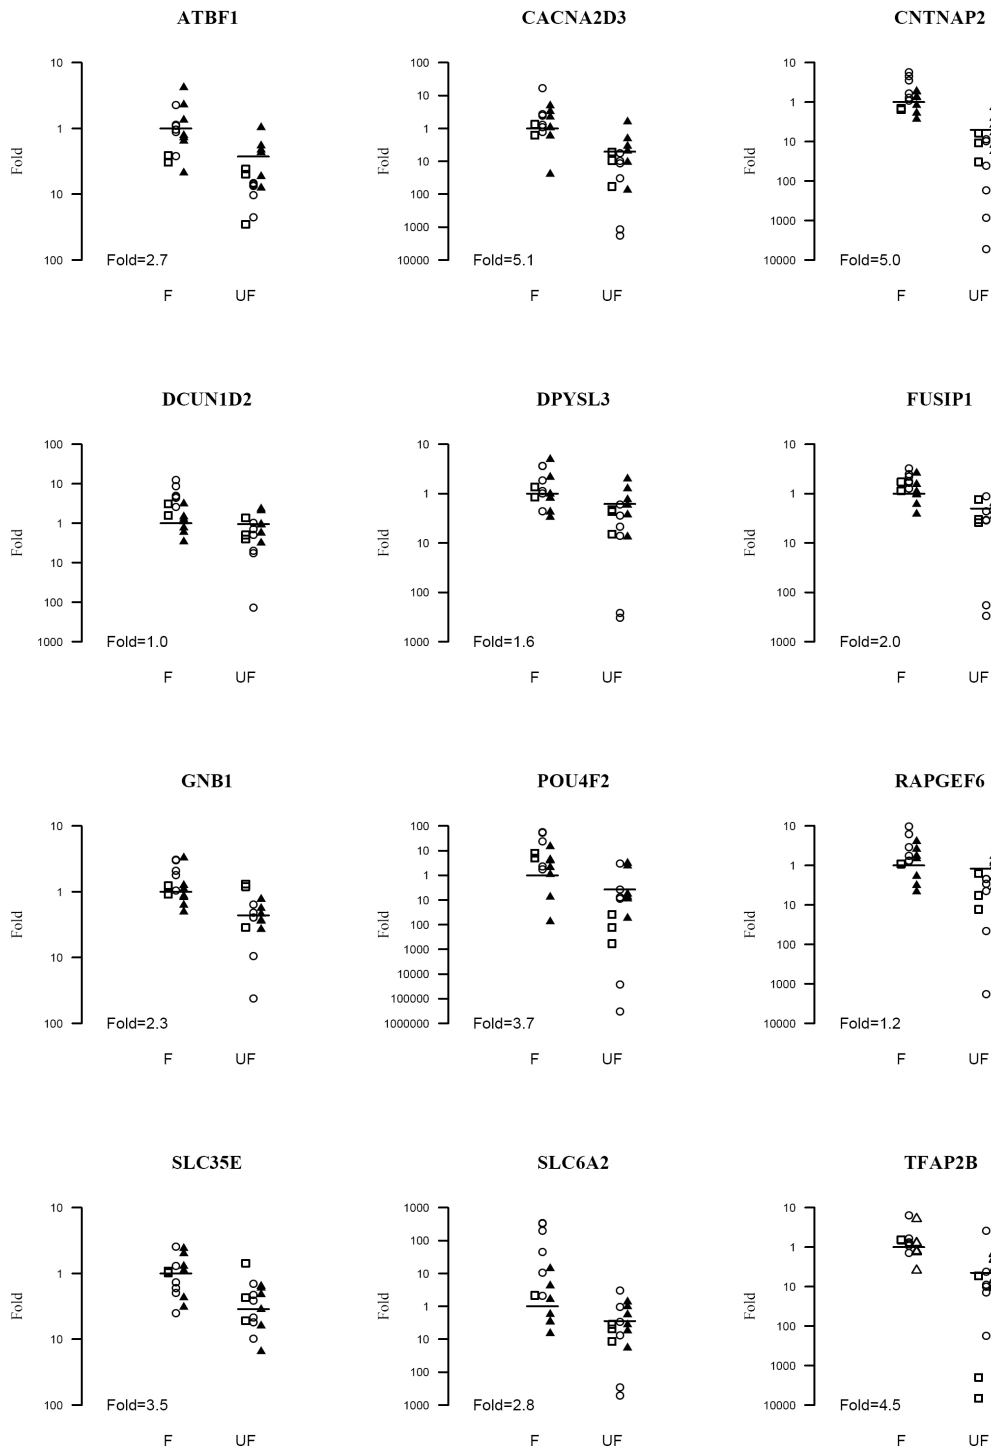 ATBF1 CACNA2D3 CNTNAP2
10 100 10
10 1
1 1 10
Fold Fold Fold
10 100
10 100 1000
1000
100 Fold=2.7 10000 Fold=5.1 10000 Fold=5.0
F UF F UF F UF
DCUN1D2 DPYSL3 FUSIP1
100 10 10
10 1 1
1
Fold Fold Fold
10 10 10
100 100 100
1000 Fold=1.0 1000 Fold=1.6 1000 Fold=2.0
F UF F UF F UF
GNB1 POU4F2 RAPGEF6
10 100 10
10
1 1 1
10 10
Fold Fold Fold
100 100
10 1000
10000 1000
100000
100 Fold=2.3 1000000 Fold=3.7 10000 Fold=1.2
F UF F UF F UF
SLC35E SLC6A2 TFAP2B
10 1000 10
100 1
1 10 10
Fold Fold Fold
1 100
10 10
100 1000
100 Fold=3.5 1000 Fold=2.8 10000 Fold=4.5
F UF F UF F UF